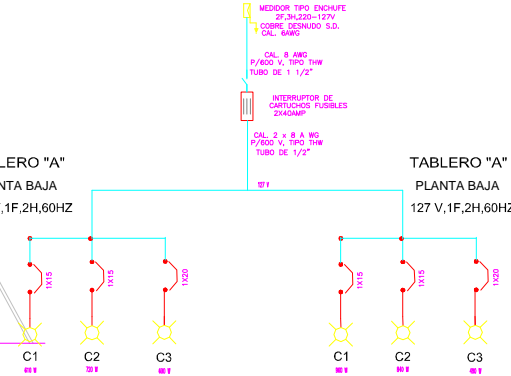 MEDIDOR TIPO ENCHUFE
2F,3H,220-127V
COBRE DESNUDO S.D.
CAL. 6AWG
CAL. 8 AWG
P/600 V, TIPO THW
TUBO DE 1 1/2"
INTERRUPTOR DE
CARTUCHOS FUSIBLES
2X40AMP
CAL. 2 x 8 A WG
P/600 V, TIPO THW
TUBO DE 1/2"
LERO "A"
NTA BAJA
,1F,2H,60HZ
TABLERO "A"
PLANTA BAJA
127 V,1F,2H,60HZ
127 V
1X15
1X15
1X20
1X15
1X15
1X20
C1
C2
C3
C1
C2
C3